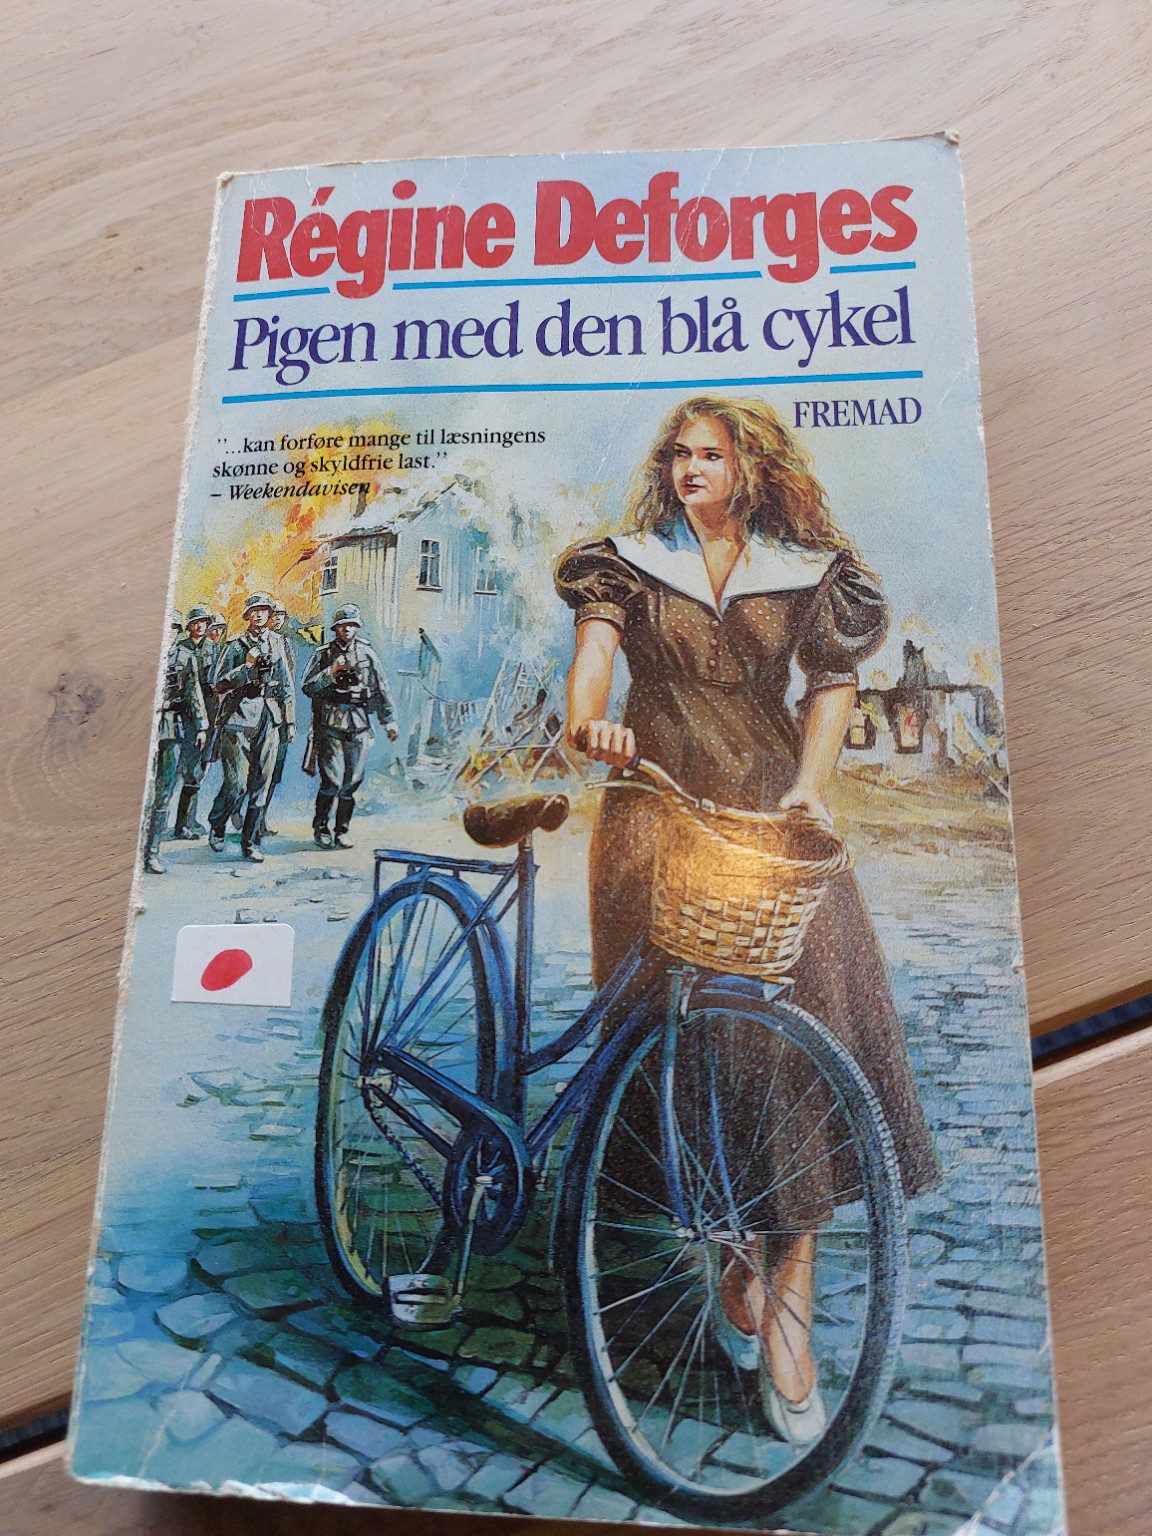 Régine Deforges
Pigen med den blå cykel
FREMAD
"...kan forføre mange til læsningens
skønne og skyldfrie last."
– Weekendavisen